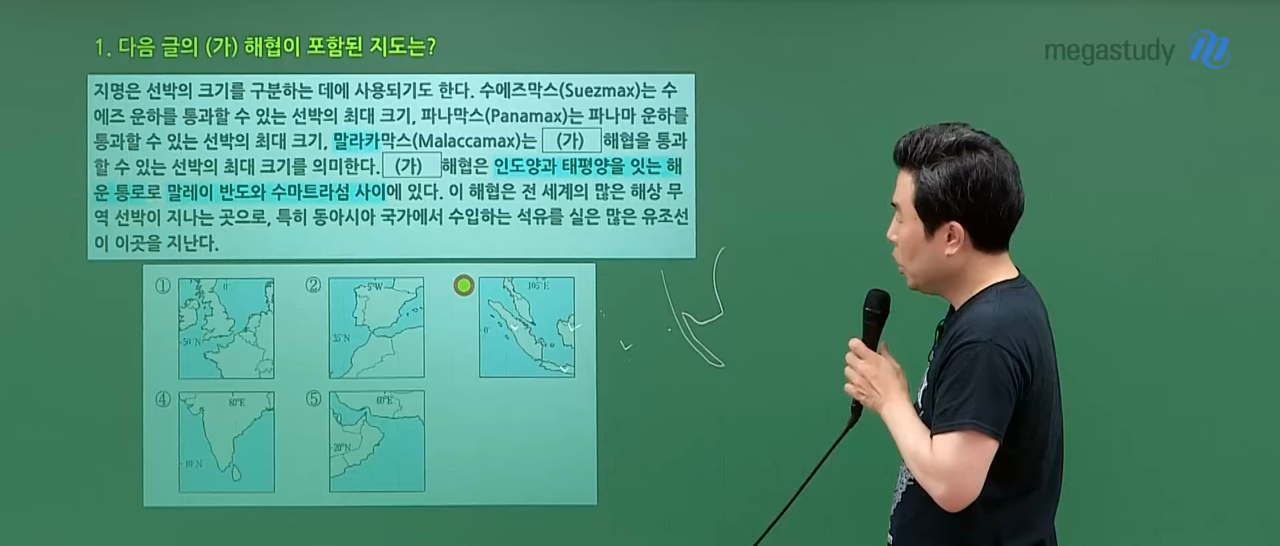 1. 다음 글의 (가) 해협이 포함된 지도는?
megastudy
지명은 선박의 크기를 구분하는 데에 사용되기도 한다. 수에즈막스(Suezmax)는 수
에즈 운하를 통과할 수 있는 선박의 최대 크기, 파나막스(Panamax)는 파나마 운하를
통과할 수 있는 선박의 최대 크기, 말라카막스(Malaccamax)는 (가) 해협을 통과
할 수 있는 선박의 최대 크기를 의미한다. (가) 해협은 인도양과 태평양을 잇는 해
운 통로로 말레이 반도와 수마트라섬 사이에 있다. 이 해협은 전 세계의 많은 해상 무
역 선박이 지나는 곳으로, 특히 동아시아 국가에서 수입하는 석유를 실은 많은 유조선
이 이곳을 지난다.
① 0°
50°N
② 5°W
35°N
105°E
0°
④ 80°E
10°N
⑤ 60°E
20°N